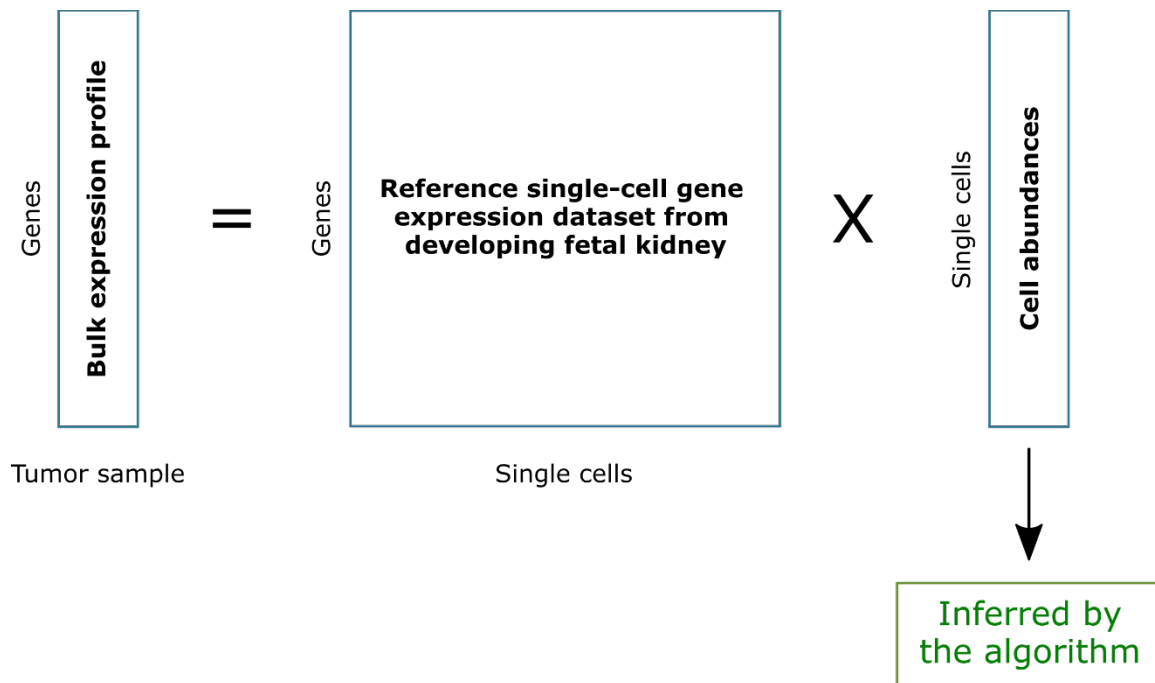 Genes
Bulk expression profile
=
Genes
Reference single-cell gene
expression dataset from
developing fetal kidney
X
Single cells
Cell abundances
Tumor sample
Single cells
Inferred by
the algorithm